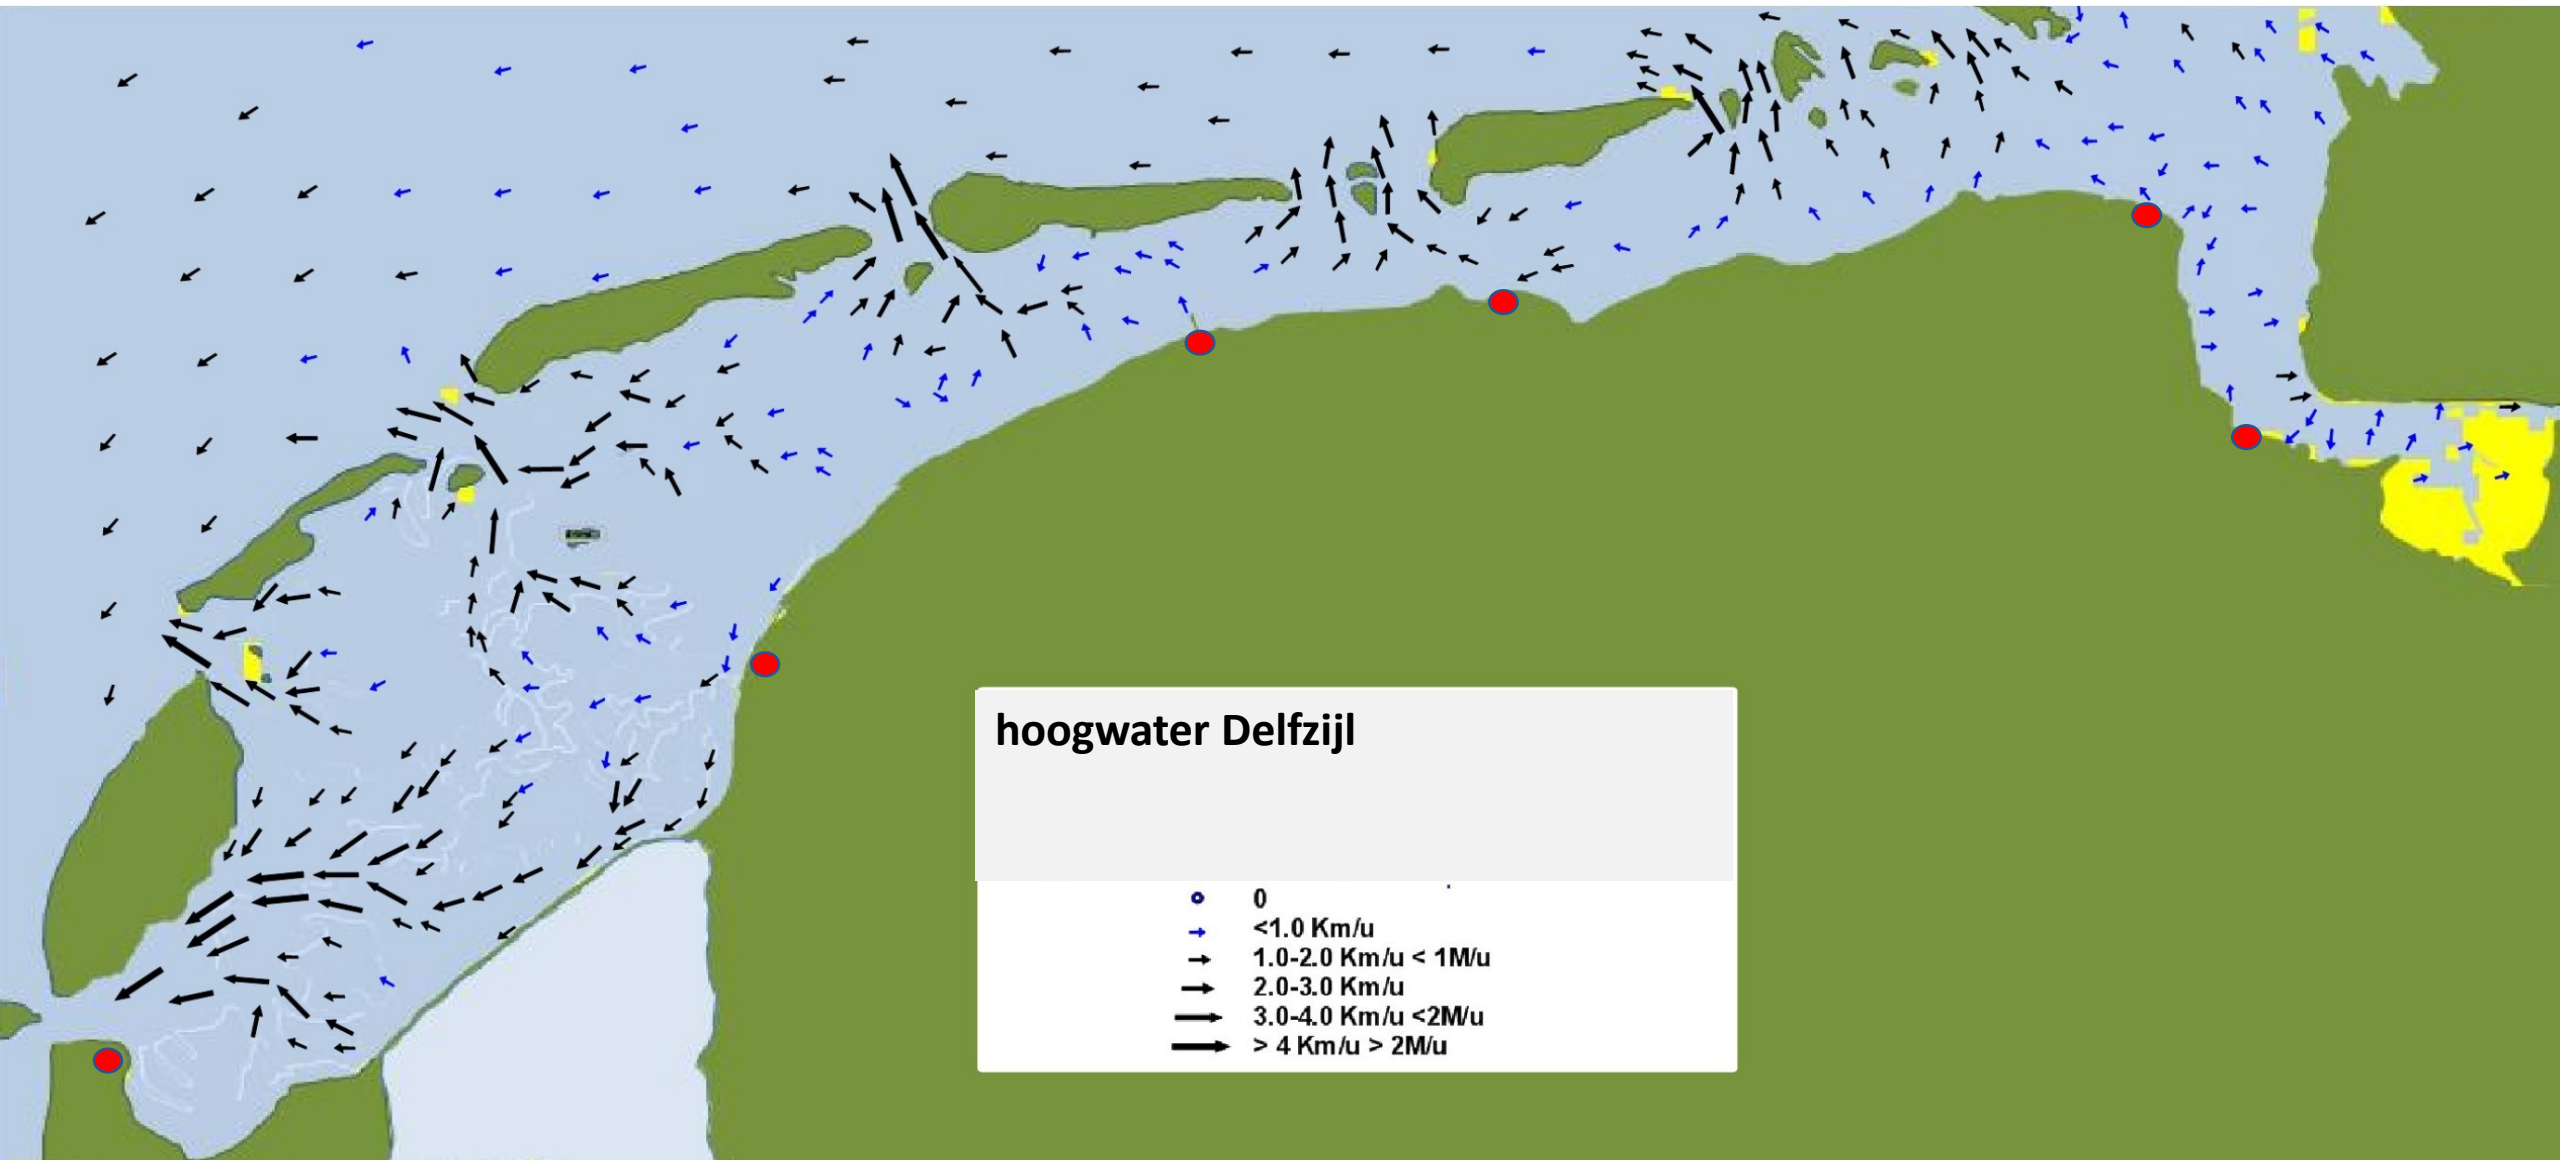 hoogwater Delfzijl
0
<1.0 Km/u
1.0-2.0 Km/u < 1M/u
2.0-3.0 Km/u
3.0-4.0 Km/u <2M/u
> 4 Km/u > 2M/u